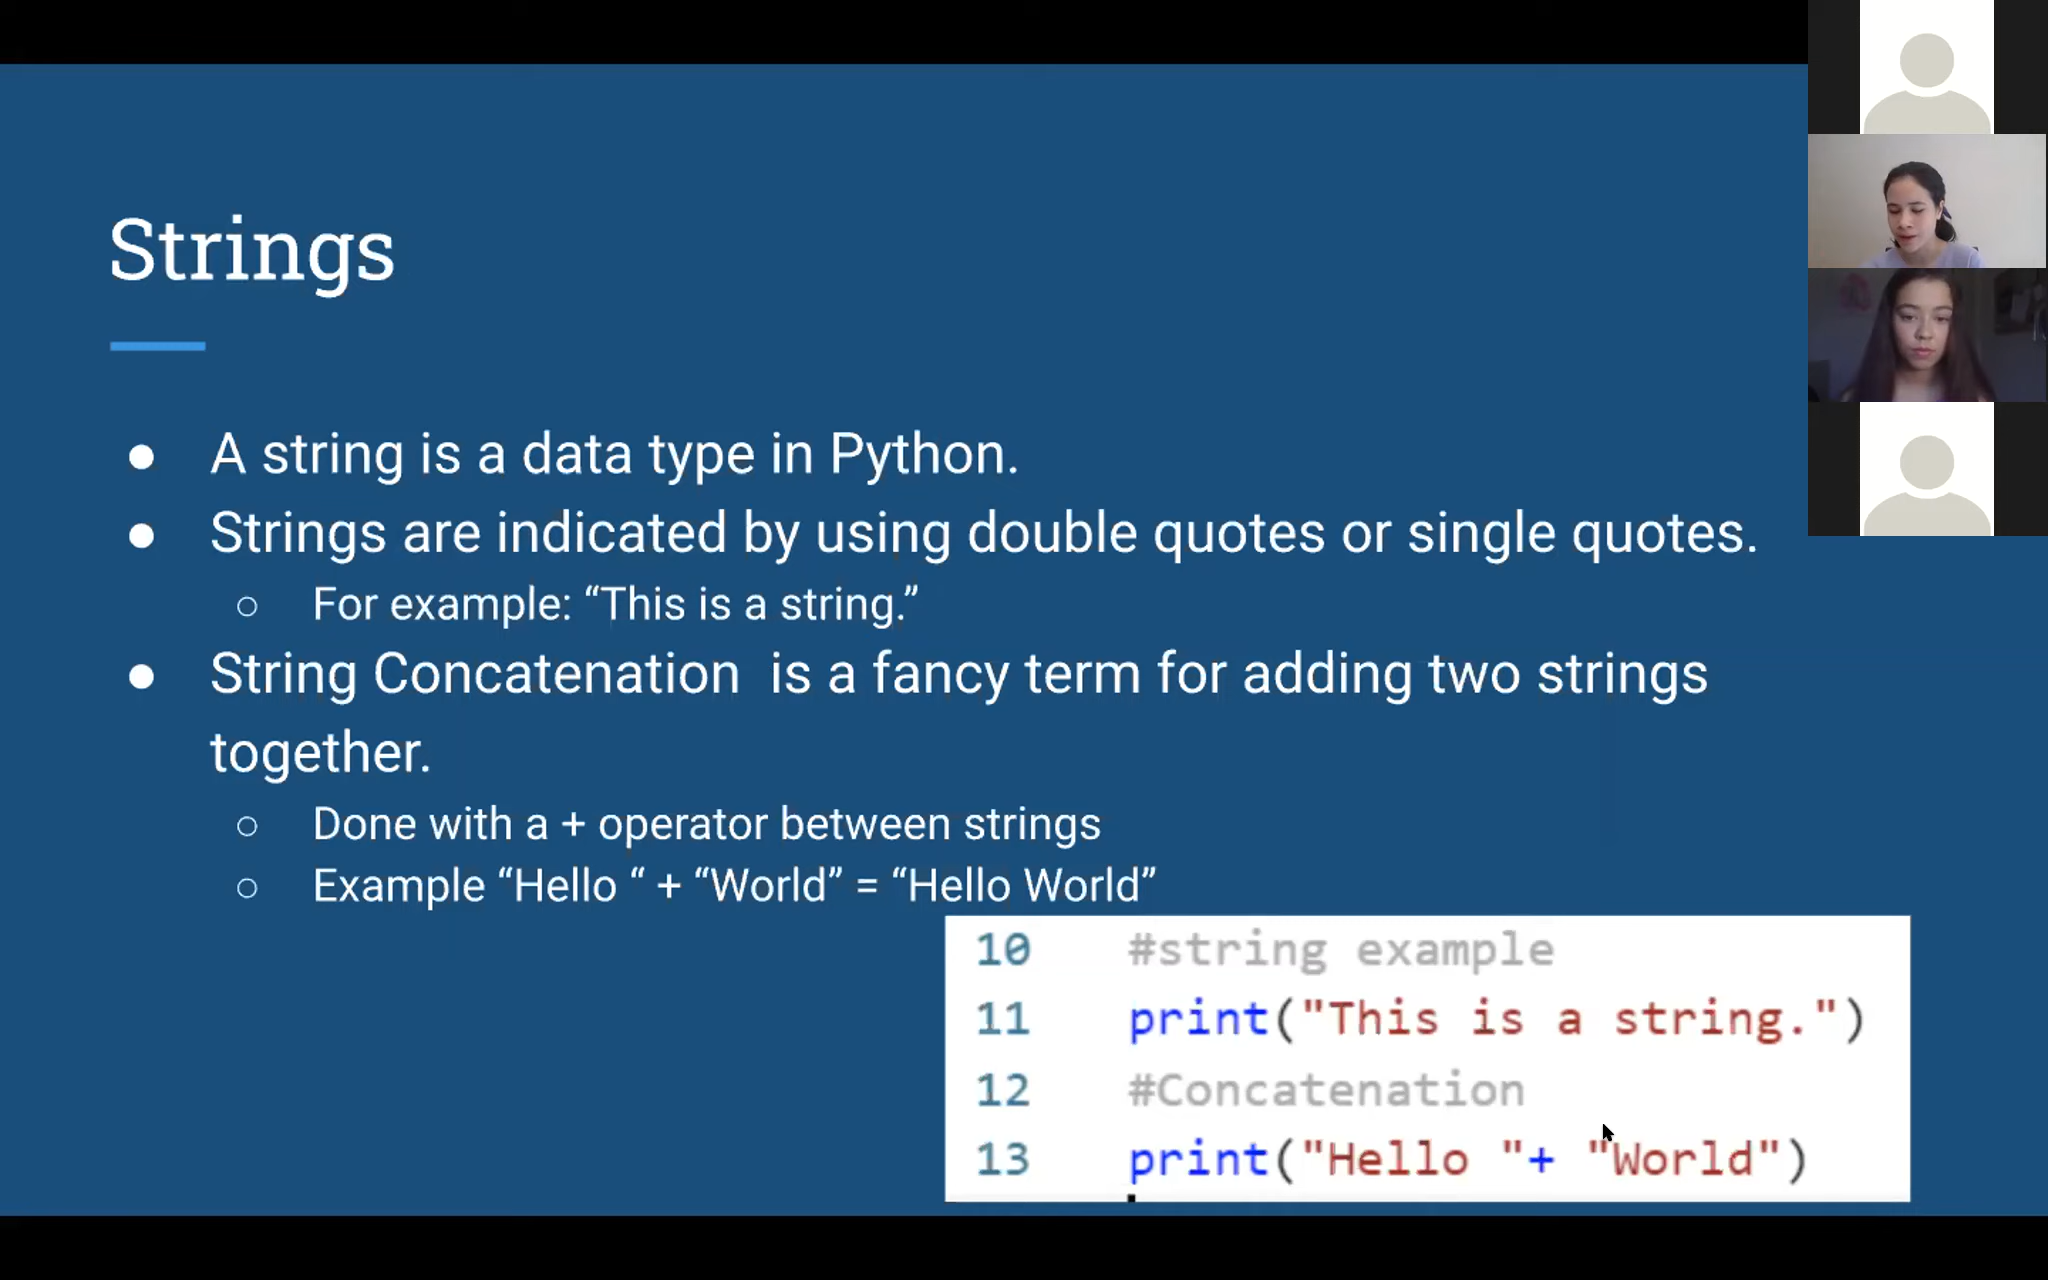 Strings
● A string is a data type in Python.
● Strings are indicated by using double quotes or single quotes.
○ For example: “This is a string.”
● String Concatenation  is a fancy term for adding two strings
together.
○ Done with a + operator between strings
○ Example “Hello “ + “World” = “Hello World”
10 #string example
11 print("This is a string.")
12 #Concatenation
13 print("Hello "+ "World")